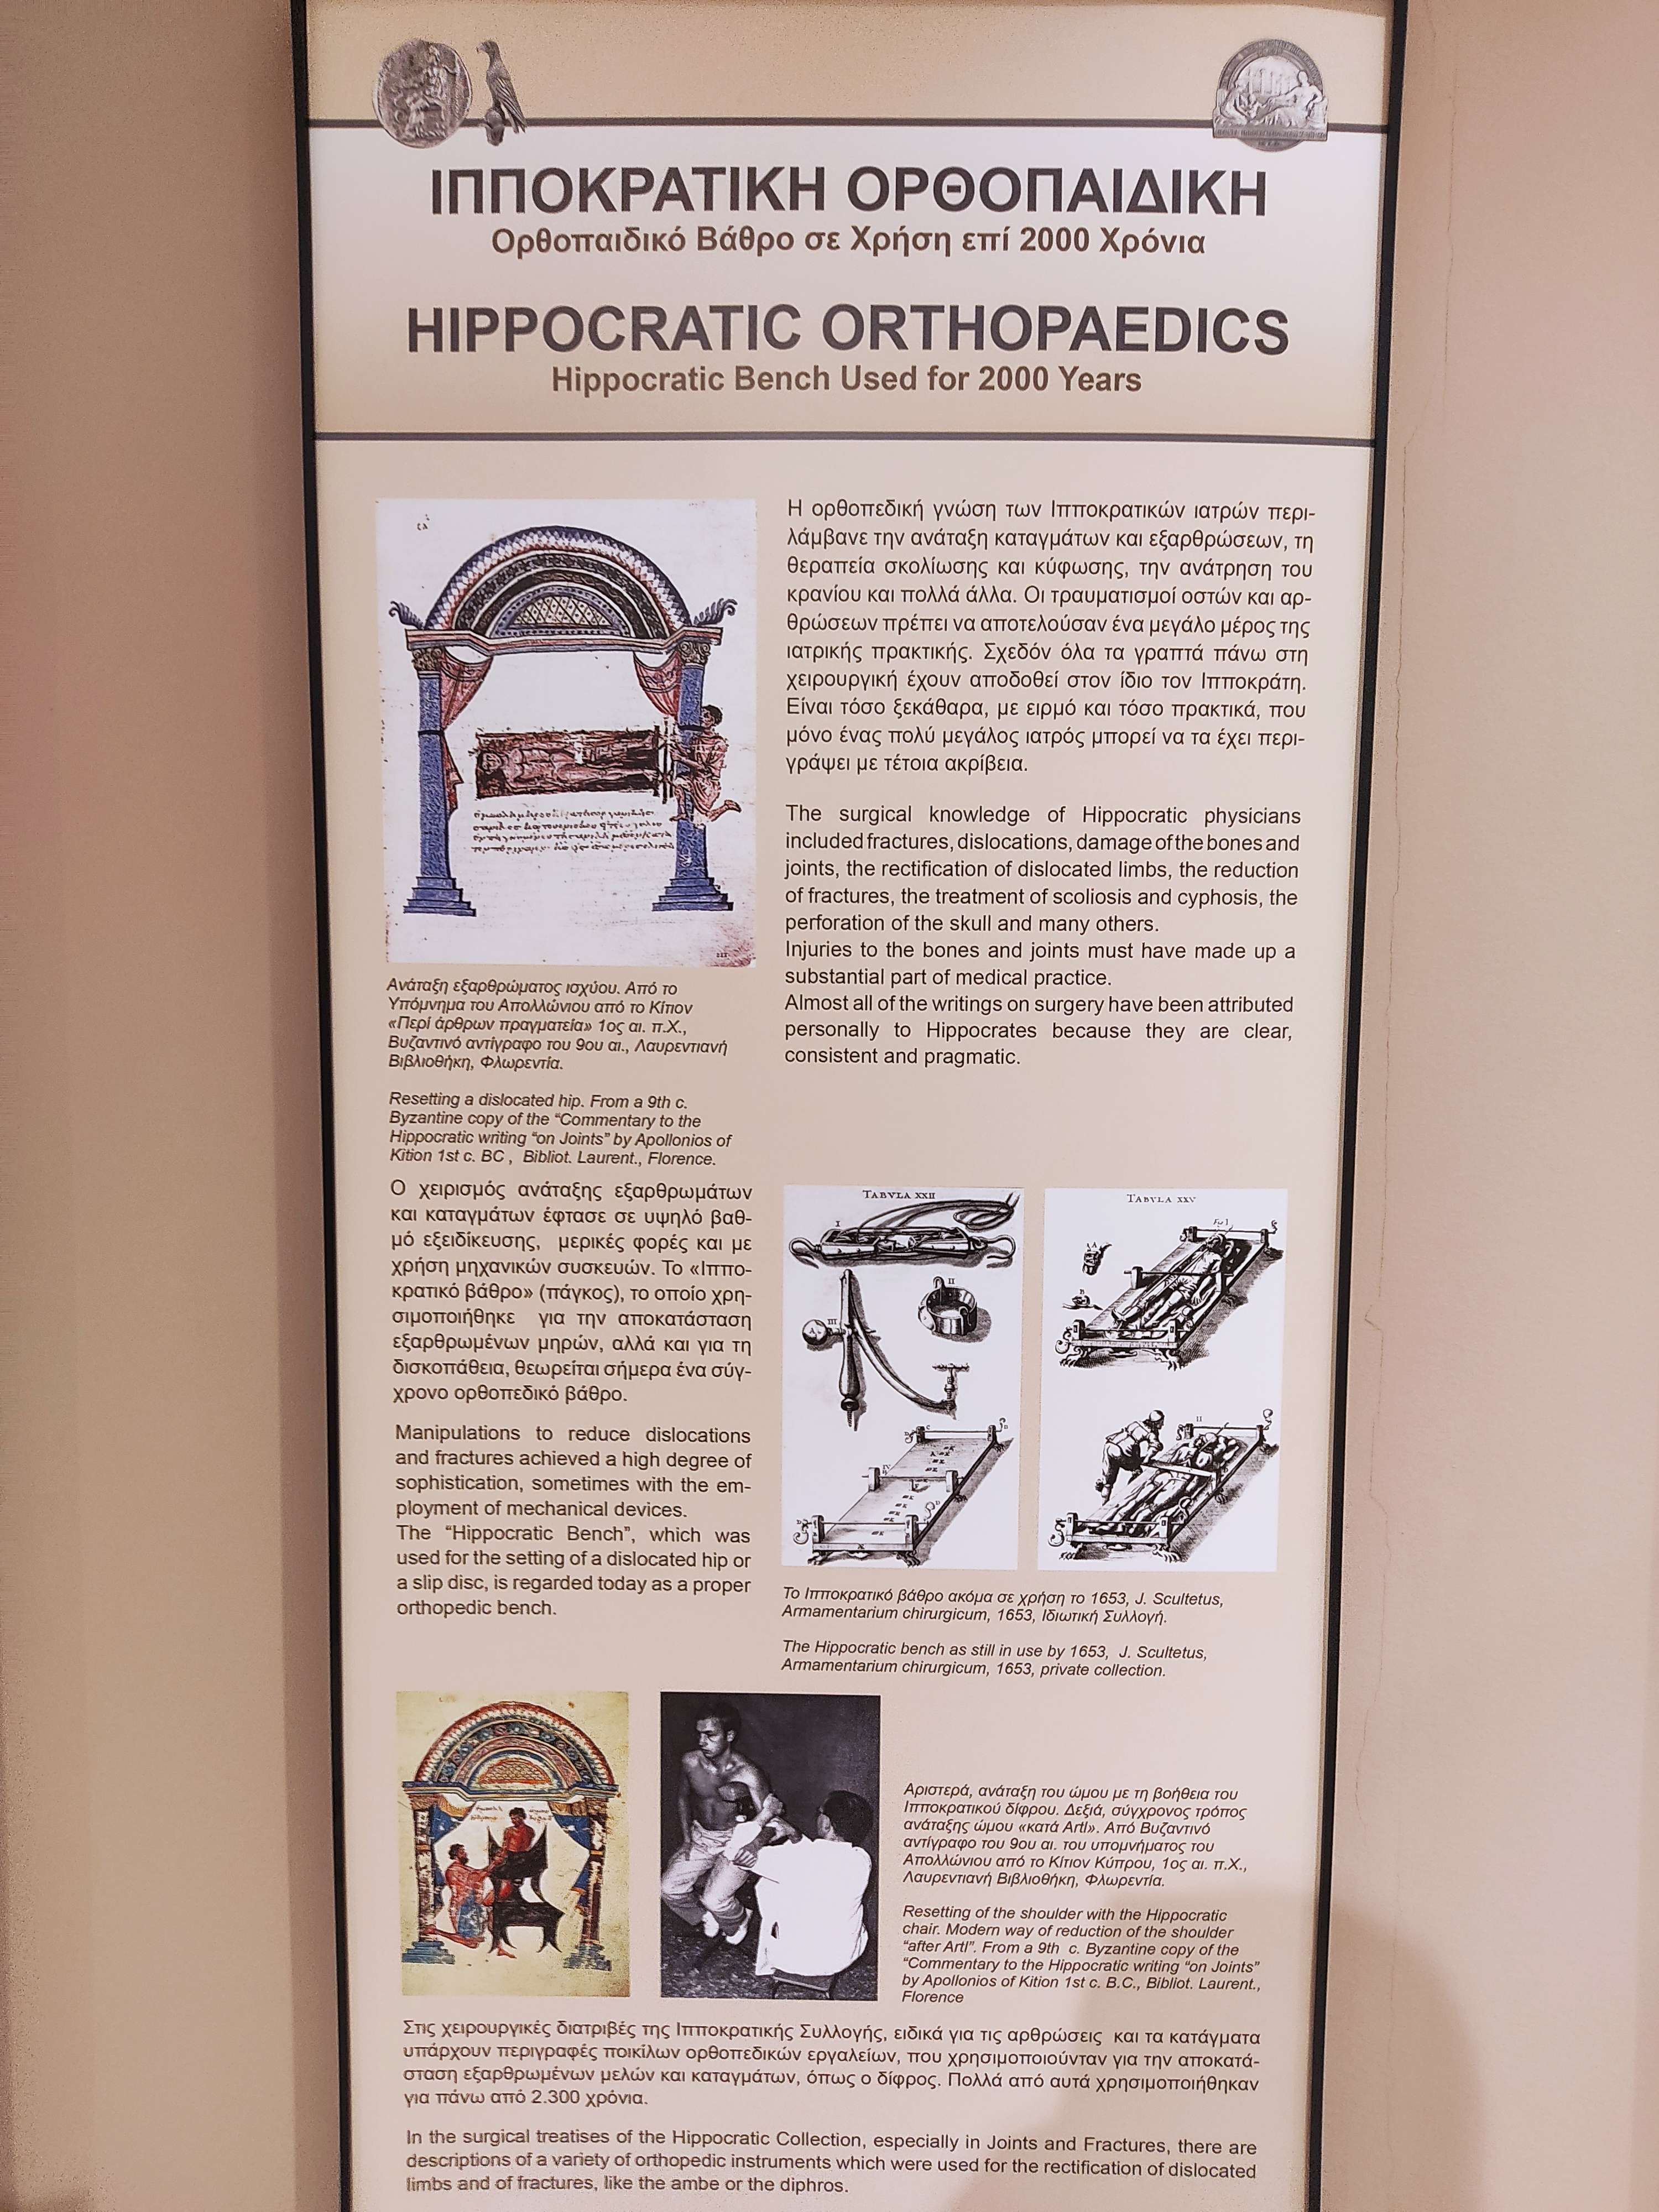 ΙΠΠΟΚΡΑΤΙΚΗ ΟΡΘΟΠΑΙΔΙΚΗ
Ορθοπαιδικό Βάθρο σε Χρήση επί 2000 Χρόνια
HIPPOCRATIC ORTHOPAEDICS
Hippocratic Bench Used for 2000 Years
Η ορθοπεδική γνώση των Ιπποκρατικών ιατρών περι-
λάμβανε την ανάταξη καταγμάτων και εξαρθρώσεων, τη
θεραπεία σκολίωσης και κύφωσης, την ανάτρηση του
κρανίου και πολλά άλλα. Οι τραυματισμοί οστών και αρ-
θρώσεων πρέπει να αποτελούσαν ένα μεγάλο μέρος της
ιατρικής πρακτικής. Σχεδόν όλα τα γραπτά πάνω στη
χειρουργική έχουν αποδοθεί στον ίδιο τον Ιπποκράτη.
Είναι τόσο ξεκάθαρα, με ειρμό και τόσο πρακτικά, που
μόνο ένας πολύ μεγάλος ιατρός μπορεί να τα έχει περι-
γράψει με τέτοια ακρίβεια.
The surgical knowledge of Hippocratic physicians
included fractures, dislocations, damage of the bones and
joints, the rectification of dislocated limbs, the reduction
of fractures, the treatment of scoliosis and cyphosis, the
perforation of the skull and many others.
Injuries to the bones and joints must have made up a
substantial part of medical practice.
Almost all of the writings on surgery have been attributed
personally to Hippocrates because they are clear,
consistent and pragmatic.
Ανάταξη εξαρθρώματος ισχύου. Από το
Υπόμνημα του Απολλώνιου από το Κίτιον
«Περί άρθρων πραγματεία» 1ος αι. π.Χ.,
Βυζαντινό αντίγραφο του 9ου αι., Λαυρεντιανή
Βιβλιοθήκη, Φλωρεντία.
Resetting a dislocated hip. From a 9th c.
Byzantine copy of the “Commentary to the
Hippocratic writing “on Joints” by Apollonios of
Kition 1st c. BC , Bibliot. Laurent., Florence.
Ο χειρισμός ανάταξης εξαρθρωμάτων
και καταγμάτων έφτασε σε υψηλό βαθ-
μό εξειδίκευσης, μερικές φορές και με
χρήση μηχανικών συσκευών. Το «Ιππο-
κρατικό βάθρο» (πάγκος), το οποίο χρη-
σιμοποιήθηκε για την αποκατάσταση
εξαρθρωμένων μηρών, αλλά και για τη
δισκοπάθεια, θεωρείται σήμερα ένα σύγ-
χρονο ορθοπεδικό βάθρο.
Manipulations to reduce dislocations
and fractures achieved a high degree of
sophistication, sometimes with the em-
ployment of mechanical devices.
The “Hippocratic Bench”, which was
used for the setting of a dislocated hip or
a slip disc, is regarded today as a proper
orthopedic bench.
TABVLA XXII
I
II
III
IV
TABVLA XXV
II
Το Ιπποκρατικό βάθρο ακόμα σε χρήση το 1653, J. Scultetus,
Armamentarium chirurgicum, 1653, Ιδιωτική Συλλογή.
The Hippocratic bench as still in use by 1653, J. Scultetus,
Armamentarium chirurgicum, 1653, private collection.
Αριστερά, ανάταξη του ώμου με τη βοήθεια του
Ιπποκρατικού δίφρου. Δεξιά, σύγχρονος τρόπος
ανάταξης ώμου «κατά Artl». Από Βυζαντινό
αντίγραφο του 9ου αι. του υπομνήματος του
Απολλώνιου από το Κίτιον Κύπρου, 1ος αι. π.Χ.,
Λαυρεντιανή Βιβλιοθήκη, Φλωρεντία.
Resetting of the shoulder with the Hippocratic
chair. Modern way of reduction of the shoulder
“after Artl”. From a 9th c. Byzantine copy of the
“Commentary to the Hippocratic writing “on Joints”
by Apollonios of Kition 1st c. B.C., Bibliot. Laurent.,
Florence
Στις χειρουργικές διατριβές της Ιπποκρατικής Συλλογής, ειδικά για τις αρθρώσεις και τα κατάγματα
υπάρχουν περιγραφές ποικίλων ορθοπεδικών εργαλείων, που χρησιμοποιούνταν για την αποκατά-
σταση εξαρθρωμένων μελών και καταγμάτων, όπως ο δίφρος. Πολλά από αυτά χρησιμοποιήθηκαν
για πάνω από 2.300 χρόνια.
In the surgical treatises of the Hippocratic Collection, especially in Joints and Fractures, there are
descriptions of a variety of orthopedic instruments which were used for the rectification of dislocated
limbs and of fractures, like the ambe or the diphros.